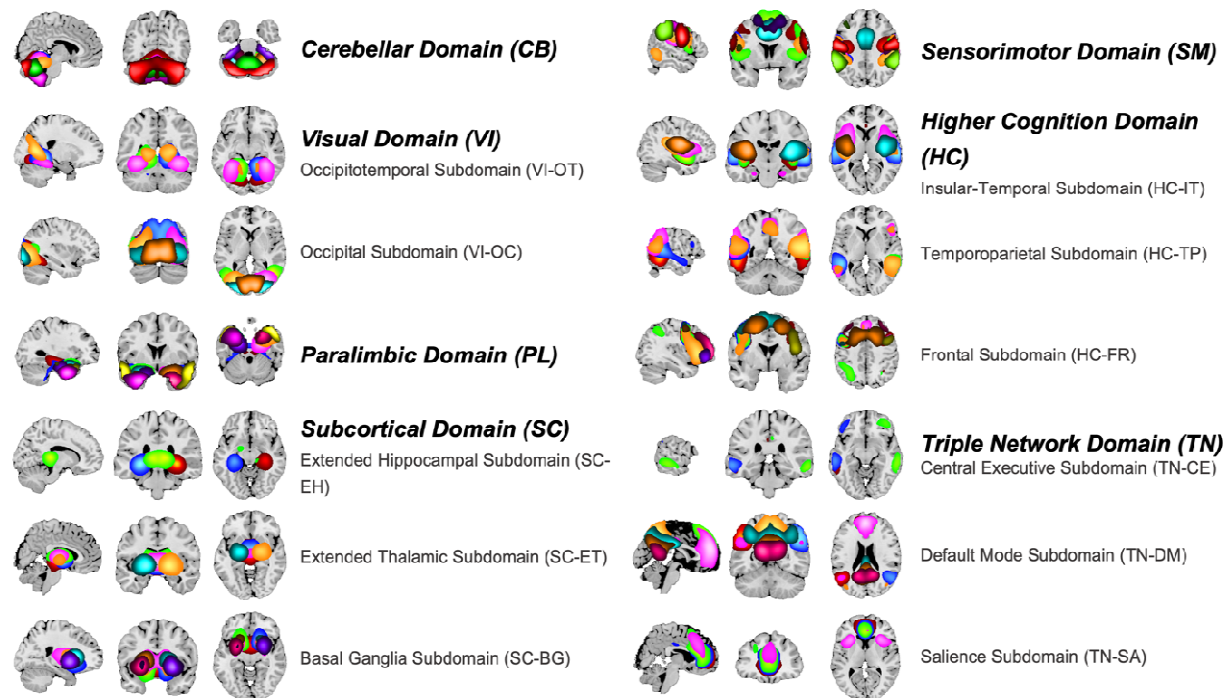 Cerebellar Domain (CB)
Visual Domain (VI)
Occipitotemporal Subdomain (VI-OT)
Occipital Subdomain (VI-OC)
Paralimbic Domain (PL)
Subcortical Domain (SC)
Extended Hippocampal Subdomain (SC-
EH)
Extended Thalamic Subdomain (SC-ET)
Basal Ganglia Subdomain (SC-BG)
Sensorimotor Domain (SM)
Higher Cognition Domain
(HC)
Insular-Temporal Subdomain (HC-IT)
Temporoparietal Subdomain (HC-TP)
Frontal Subdomain (HC-FR)
Triple Network Domain (TN)
Central Executive Subdomain (TN-CE)
Default Mode Subdomain (TN-DM)
Salience Subdomain (TN-SA)